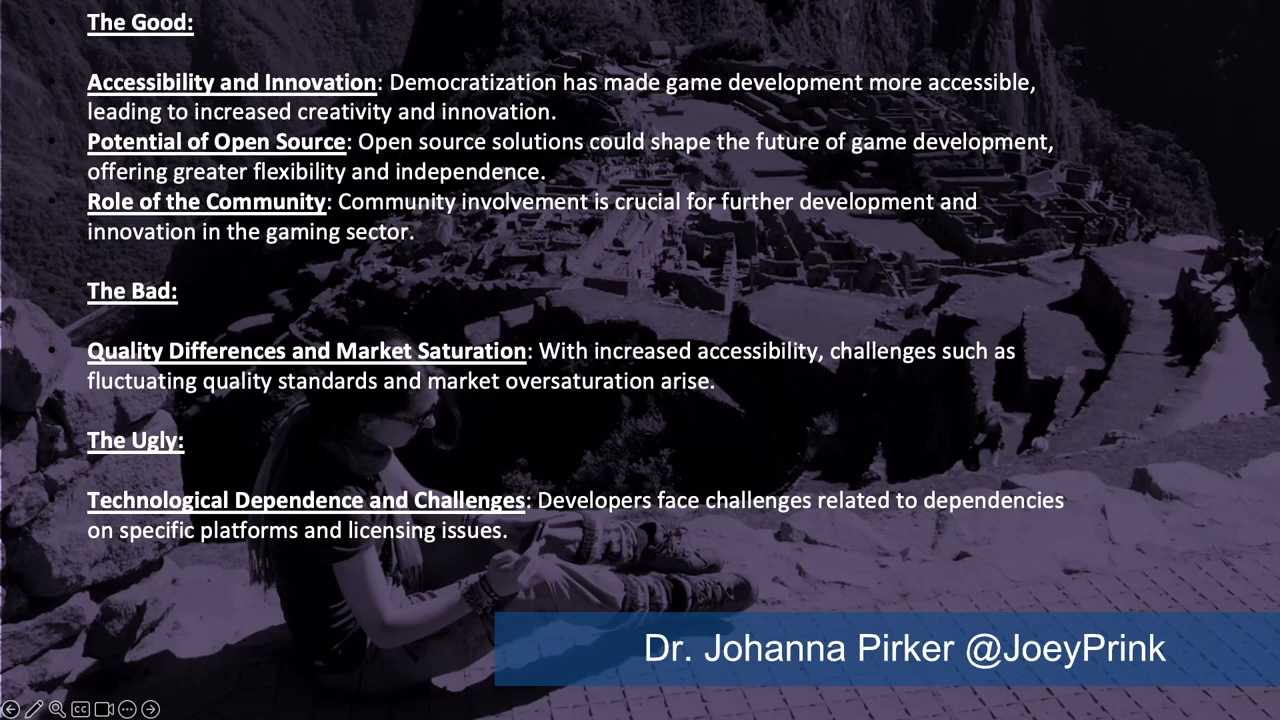 The Good:
Accessibility and Innovation: Democratization has made game development more accessible,
leading to increased creativity and innovation.
Potential of Open Source: Open source solutions could shape the future of game development,
offering greater flexibility and independence.
Role of the Community: Community involvement is crucial for further development and
innovation in the gaming sector.
The Bad:
Quality Differences and Market Saturation: With increased accessibility, challenges such as
fluctuating quality standards and market oversaturation arise.
The Ugly:
Technological Dependence and Challenges: Developers face challenges related to dependencies
on specific platforms and licensing issues.
Dr. Johanna Pirker @JoeyPrink
CC